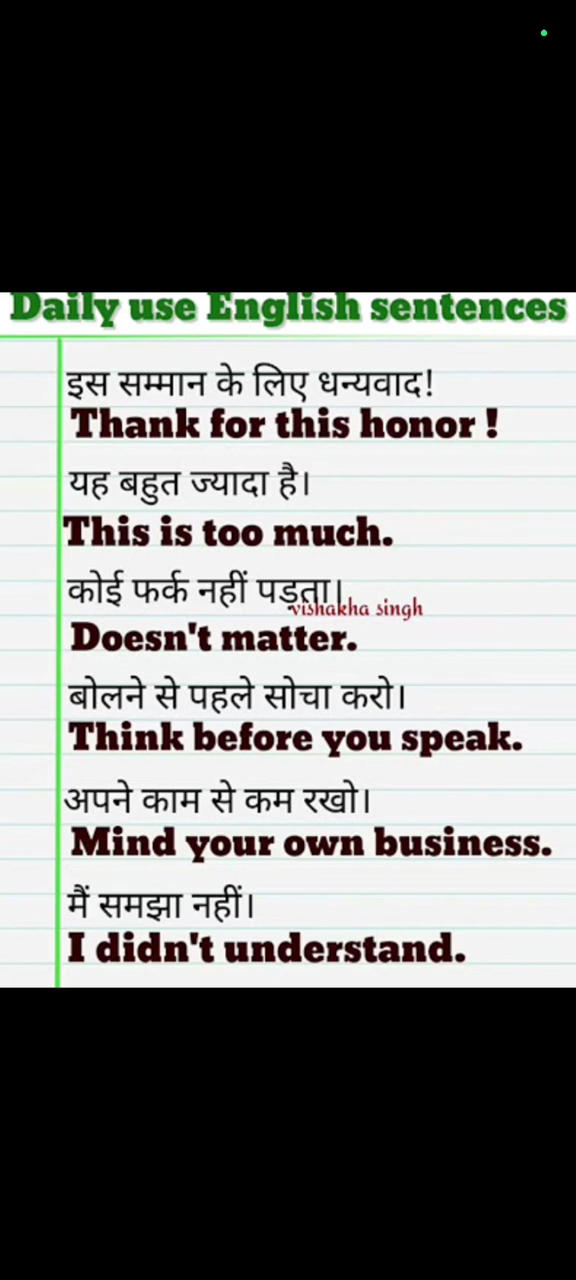 Daily use English sentences
इस सम्मान के लिए धन्यवाद!
Thank for this honor !
यह बहुत ज्यादा है।
This is too much.
कोई फर्क नहीं पड़ता।
vishakha singh
Doesn't matter.
बोलने से पहले सोचा करो।
Think before you speak.
अपने काम से कम रखो।
Mind your own business.
मैं समझा नहीं।
I didn't understand.